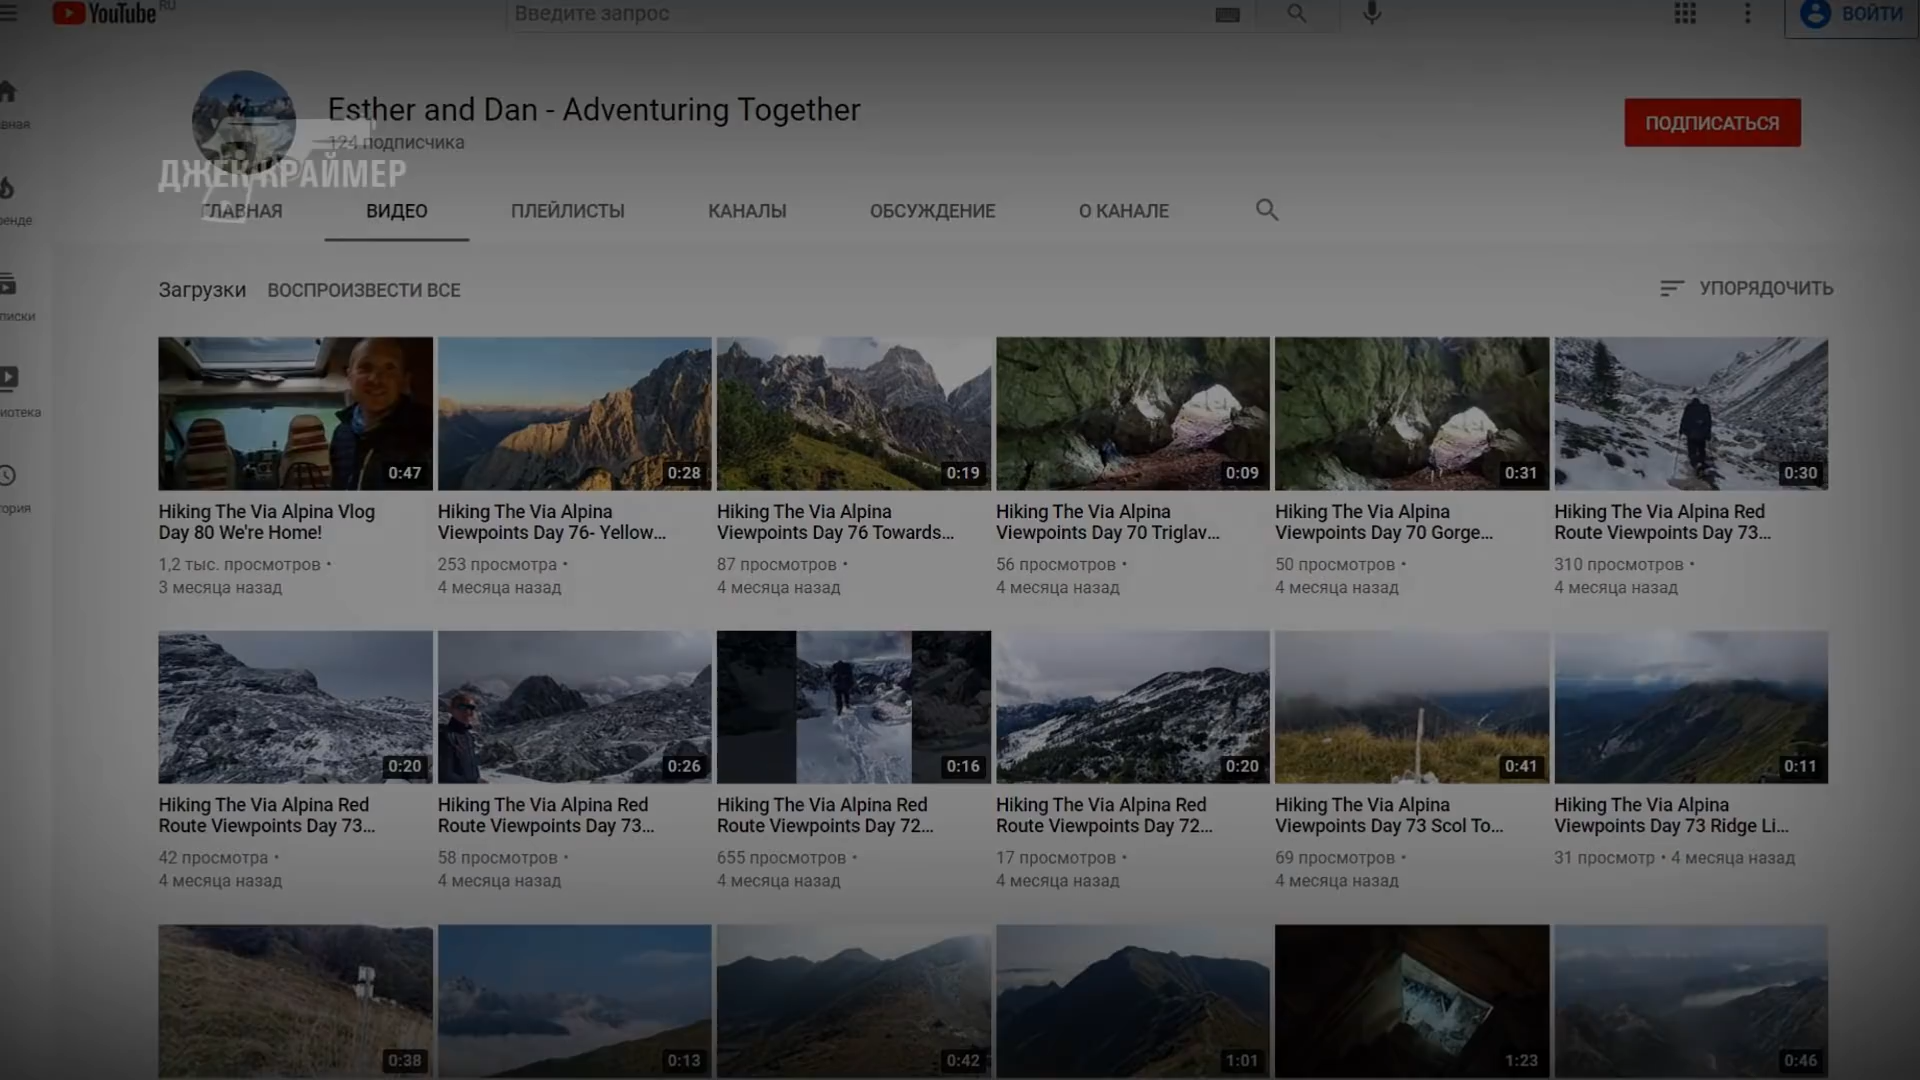 YouTube RU
Введите запрос
ВОЙТИ
Esther and Dan - Adventuring Together
124 подписчика
ПОДПИСАТЬСЯ
ДЖЕК КРАЙМЕР
ГЛАВНАЯ ВИДЕО ПЛЕЙЛИСТЫ КАНАЛЫ ОБСУЖДЕНИЕ О КАНАЛЕ
Загрузки ВОСПРОИЗВЕСТИ ВСЕ
УПОРЯДОЧИТЬ
0:47 0:28 0:19 0:09 0:31 0:30
Hiking The Via Alpina Vlog
Day 80 We're Home!
1,2 тыс. просмотров •
3 месяца назад
Hiking The Via Alpina
Viewpoints Day 76- Yellow...
253 просмотра •
4 месяца назад
Hiking The Via Alpina
Viewpoints Day 76 Towards...
87 просмотров •
4 месяца назад
Hiking The Via Alpina
Viewpoints Day 70 Triglav...
56 просмотров •
4 месяца назад
Hiking The Via Alpina
Viewpoints Day 70 Gorge...
50 просмотров •
4 месяца назад
Hiking The Via Alpina Red
Route Viewpoints Day 73...
310 просмотров •
4 месяца назад
0:20 0:26 0:16 0:20 0:41 0:11
Hiking The Via Alpina Red
Route Viewpoints Day 73...
42 просмотра •
4 месяца назад
Hiking The Via Alpina Red
Route Viewpoints Day 73...
58 просмотров •
4 месяца назад
Hiking The Via Alpina Red
Route Viewpoints Day 72...
655 просмотров •
4 месяца назад
Hiking The Via Alpina Red
Route Viewpoints Day 72...
17 просмотров •
4 месяца назад
Hiking The Via Alpina
Viewpoints Day 73 Scol To...
69 просмотров •
4 месяца назад
Hiking The Via Alpina
Viewpoints Day 73 Ridge Li...
31 просмотр • 4 месяца назад
0:38 0:13 0:42 1:01 1:23 0:46